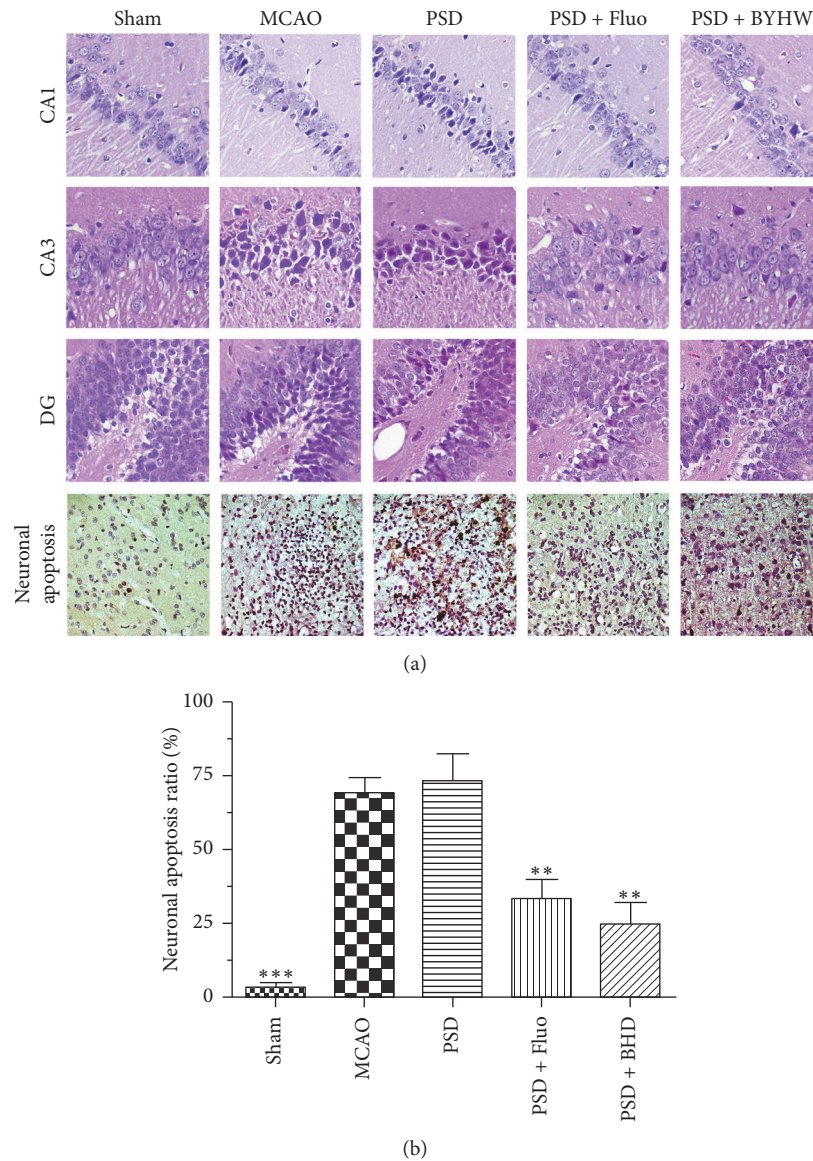 Sham MCAO PSD PSD + Fluo PSD + BYHW
CA1
CA3
DG
Neuronal
apoptosis
(a)
100
75
50
25
0
Neuronal apoptosis ratio (%)
***
**
**
Sham
MCAO
PSD
PSD + Fluo
PSD + BHD
(b)